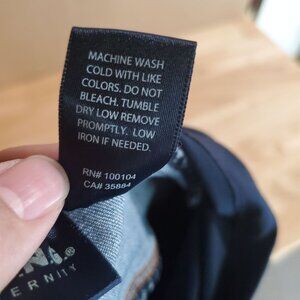 MACHINE WASH
COLD WITH LIKE
COLORS. DO NOT
BLEACH. TUMBLE
DRY LOW REMOVE
PROMPTLY. LOW
IRON IF NEEDED.
RN# 100104
CA# 35884